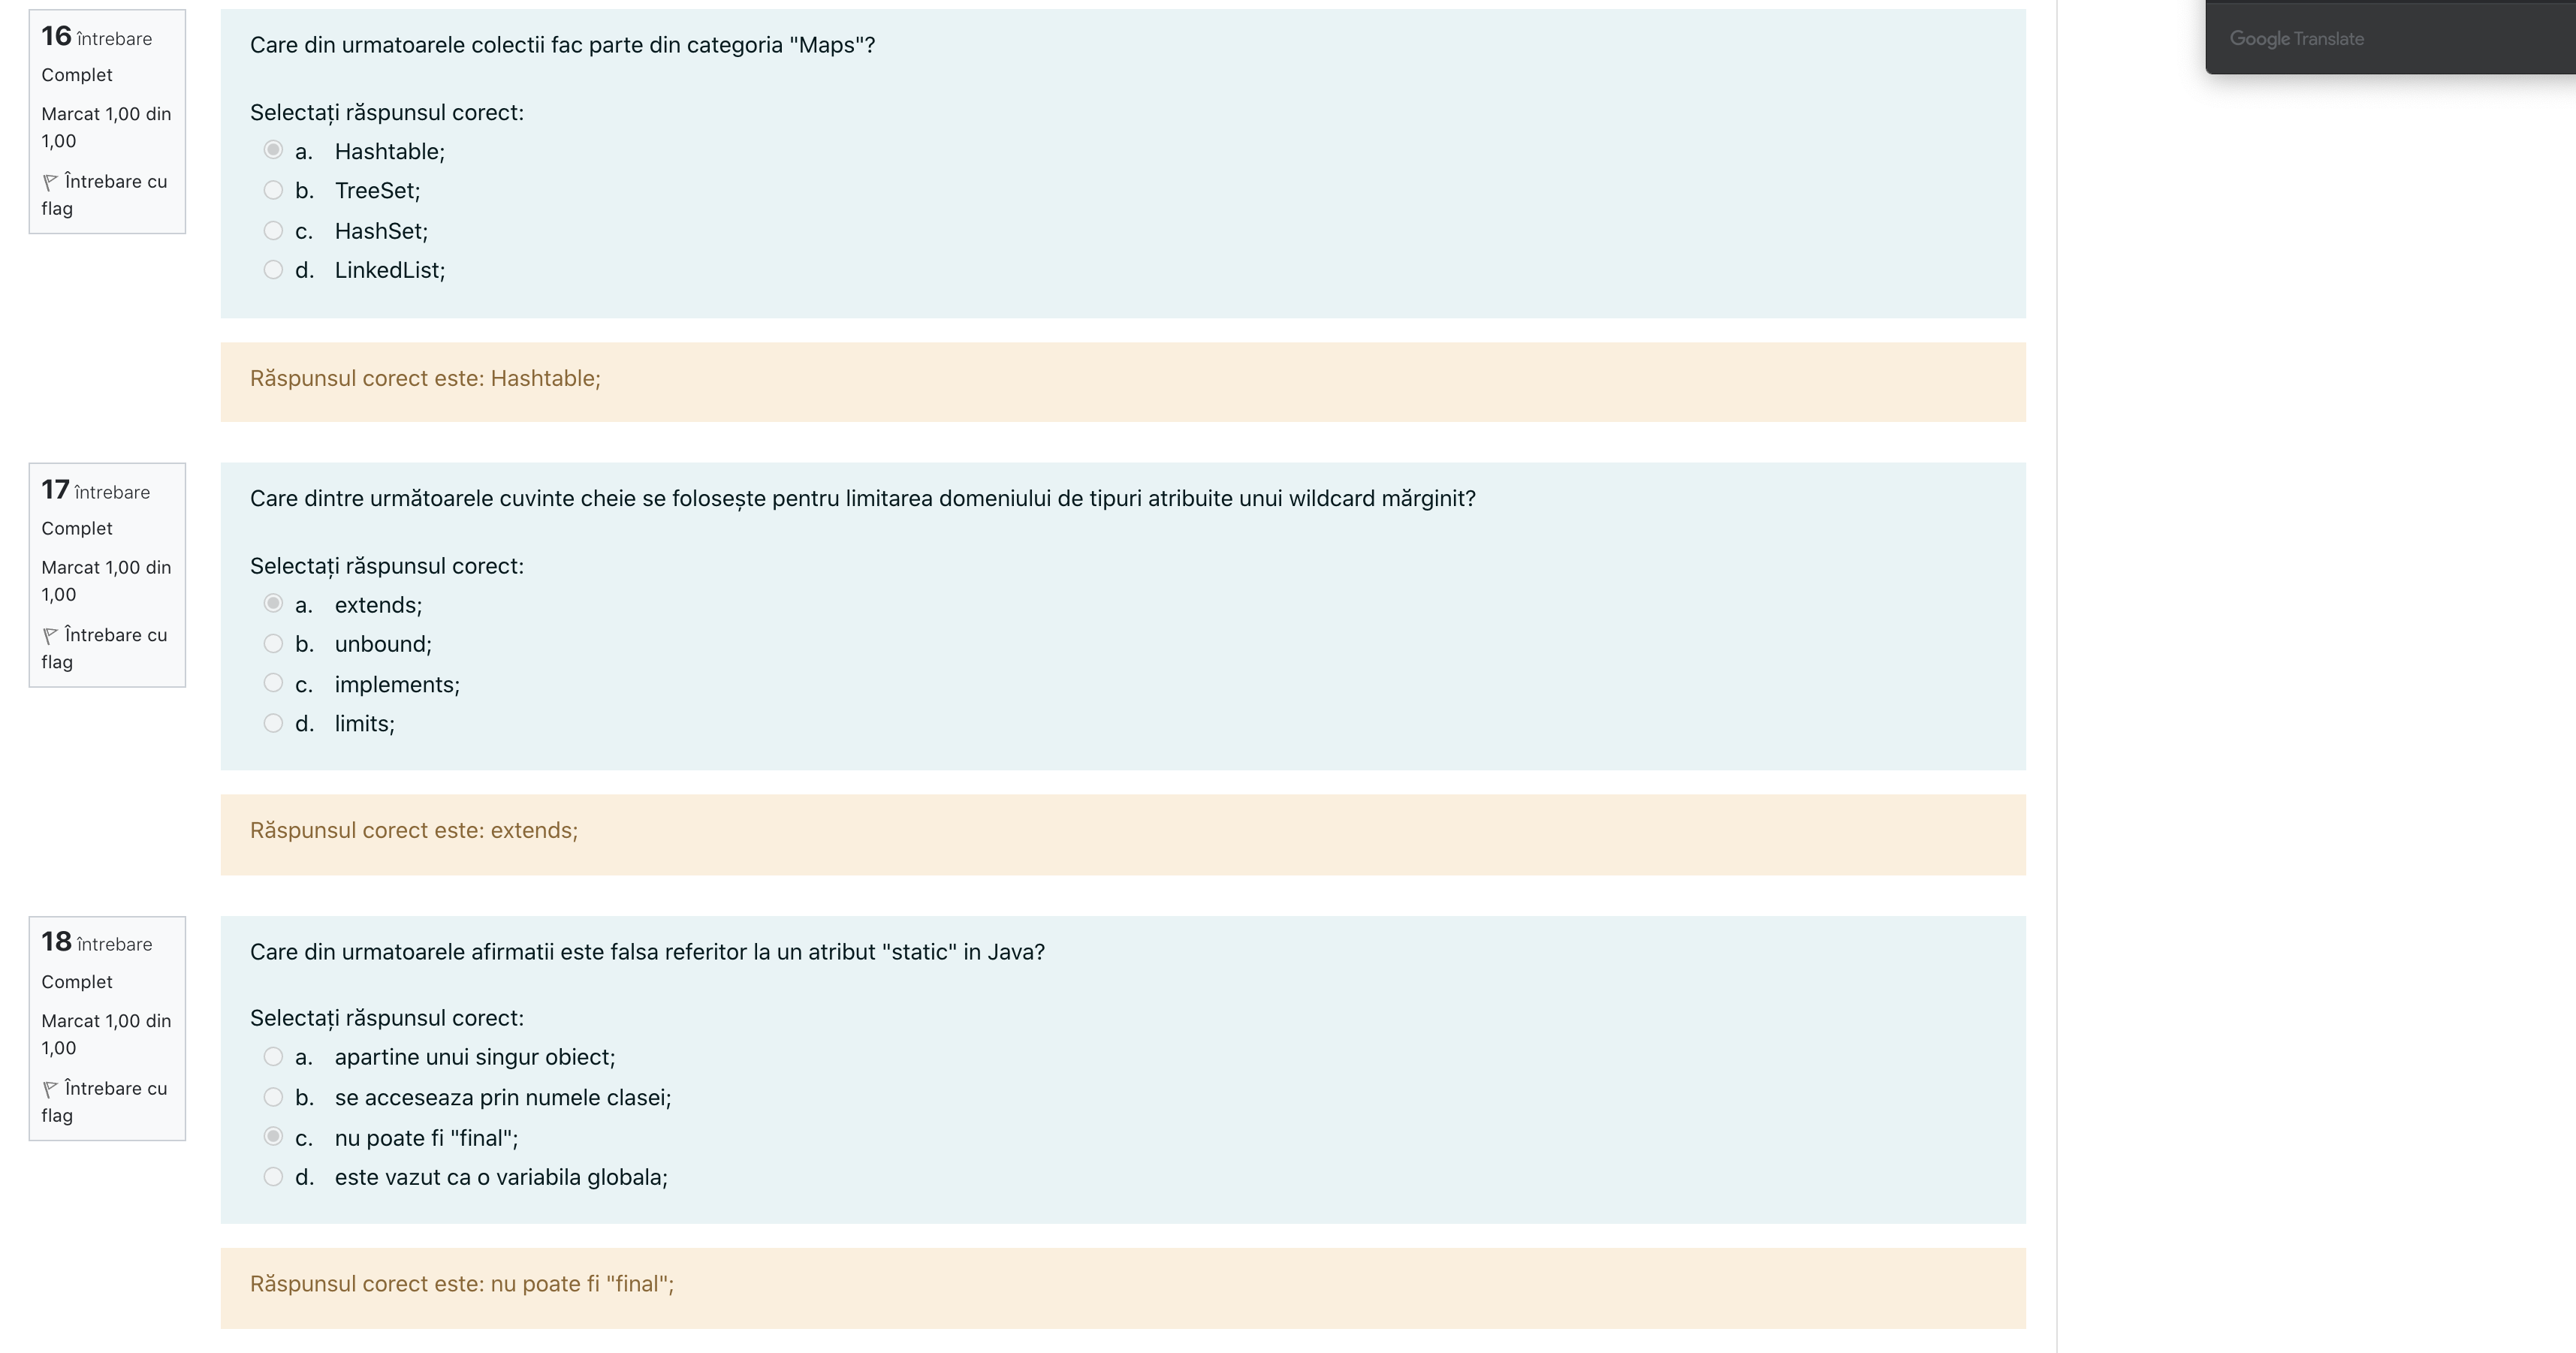 16 întrebare
Complet
Marcat 1,00 din
1,00
Întrebare cu
flag
Care din urmatoarele colectii fac parte din categoria "Maps"?
Selectați răspunsul corect:
a. Hashtable;
b. TreeSet;
c. HashSet;
d. LinkedList;
Răspunsul corect este: Hashtable;
Google Translate
17 întrebare
Complet
Marcat 1,00 din
1,00
Întrebare cu
flag
Care dintre următoarele cuvinte cheie se folosește pentru limitarea domeniului de tipuri atribuite unui wildcard mărginit?
Selectați răspunsul corect:
a. extends;
b. unbound;
c. implements;
d. limits;
Răspunsul corect este: extends;
18 întrebare
Complet
Marcat 1,00 din
1,00
Întrebare cu
flag
Care din urmatoarele afirmatii este falsa referitor la un atribut "static" in Java?
Selectați răspunsul corect:
a. apartine unui singur obiect;
b. se acceseaza prin numele clasei;
c. nu poate fi "final";
d. este vazut ca o variabila globala;
Răspunsul corect este: nu poate fi "final";